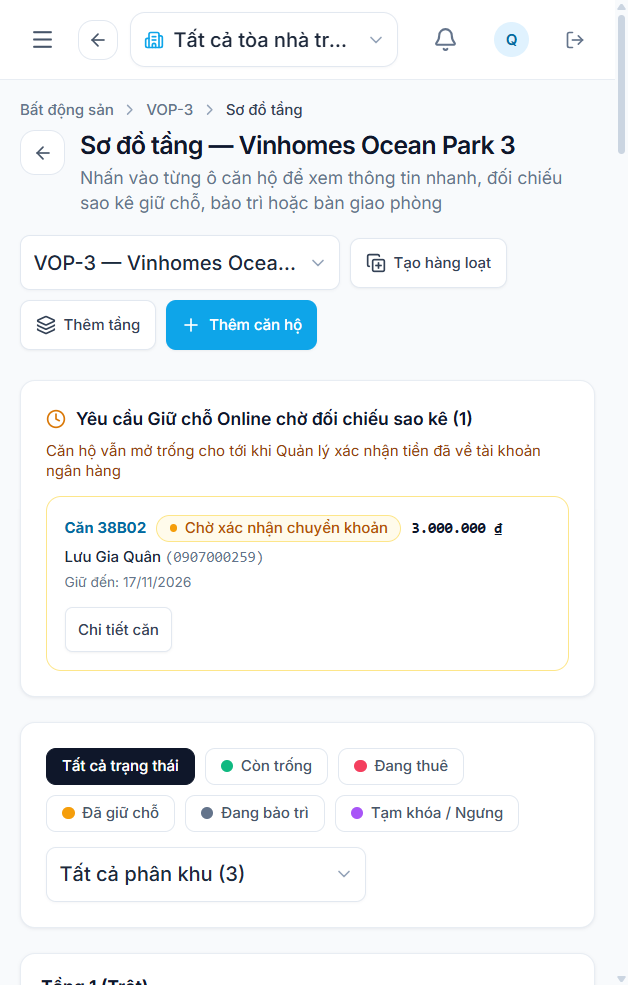 Tất cả tòa nhà tr...
Q
Bất động sản > VOP-3 > Sơ đồ tầng
Sơ đồ tầng — Vinhomes Ocean Park 3
Nhấn vào từng ô căn hộ để xem thông tin nhanh, đối chiếu
sao kê giữ chỗ, bảo trì hoặc bàn giao phòng
VOP-3 — Vinhomes Ocea...
Tạo hàng loạt
Thêm tầng
Thêm căn hộ
Yêu cầu Giữ chỗ Online chờ đối chiếu sao kê (1)
Căn hộ vẫn mở trống cho tới khi Quản lý xác nhận tiền đã về tài khoản
ngân hàng
Căn 38B02 Chờ xác nhận chuyển khoản 3.000.000 ₫
Lưu Gia Quân (0907000259)
Giữ đến: 17/11/2026
Chi tiết căn
Tất cả trạng thái Còn trống Đang thuê
Đã giữ chỗ Đang bảo trì Tạm khóa / Ngưng
Tất cả phân khu (3)
Tầng 1 (Trệt)